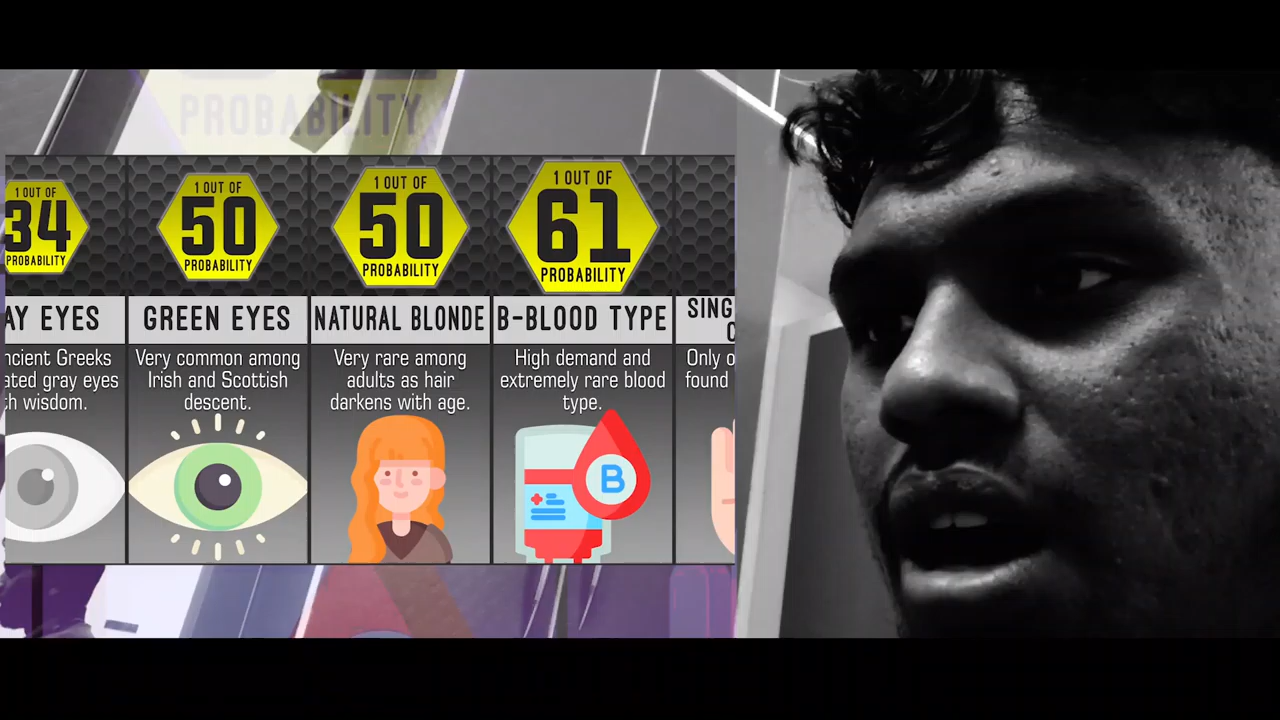 PROBABILITY
1 OUT OF
34
PROBABILITY
AY EYES
ncient Greeks
ated gray eyes
th wisdom.
1 OUT OF
50
PROBABILITY
GREEN EYES
Very common among
Irish and Scottish
descent.
1 OUT OF
50
PROBABILITY
NATURAL BLONDE
Very rare among
adults as hair
darkens with age.
1 OUT OF
61
PROBABILITY
B-BLOOD TYPE
High demand and
extremely rare blood
type.
B
SING
C
Only o
found